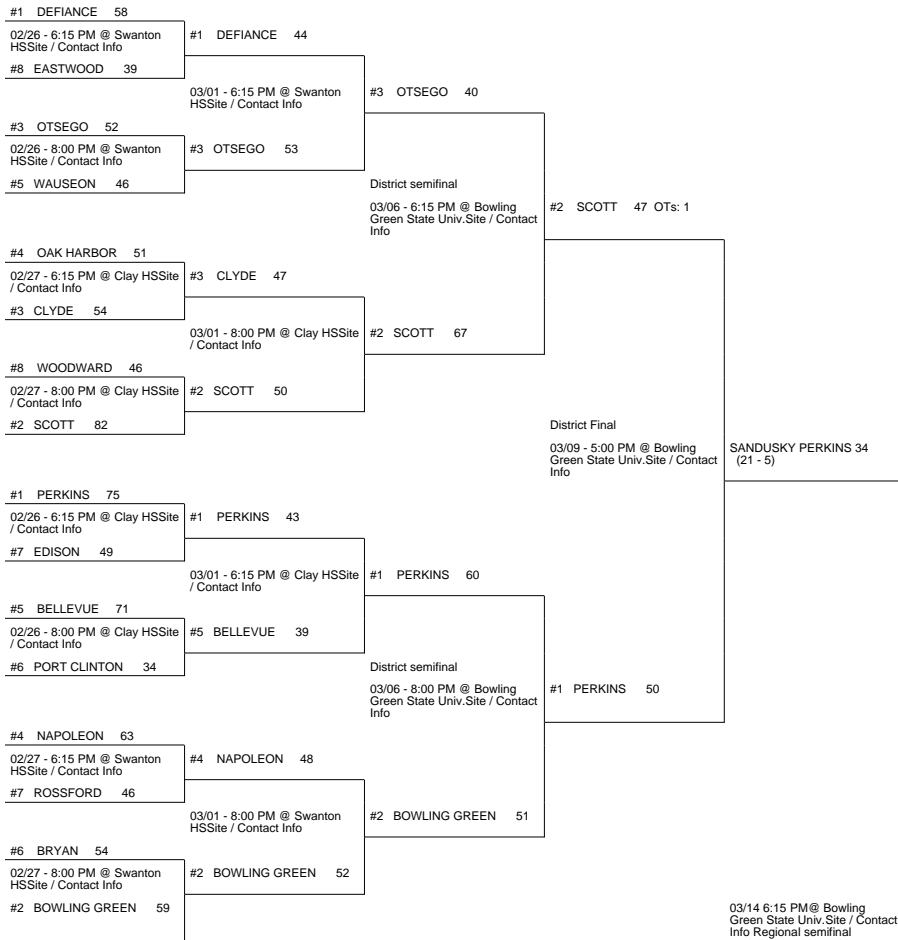 #1 DEFIANCE 58
02/26 - 6:15 PM @ Swanton
HSSite / Contact Info
#8 EASTWOOD 39
#3 OTSEGO 52
02/26 - 8:00 PM @ Swanton
HSSite / Contact Info
#5 WAUSEON 46
#4 OAK HARBOR 51
02/27 - 6:15 PM @ Clay HSSite
/ Contact Info
#3 CLYDE 54
#8 WOODWARD 46
02/27 - 8:00 PM @ Clay HSSite
/ Contact Info
#2 SCOTT 82
#1 PERKINS 75
02/26 - 6:15 PM @ Clay HSSite
/ Contact Info
#7 EDISON 49
#5 BELLEVUE 71
02/26 - 8:00 PM @ Clay HSSite
/ Contact Info
#6 PORT CLINTON 34
#4 NAPOLEON 63
02/27 - 6:15 PM @ Swanton
HSSite / Contact Info
#7 ROSSFORD 46
#6 BRYAN 54
02/27 - 8:00 PM @ Swanton
HSSite / Contact Info
#2 BOWLING GREEN 59
#1 DEFIANCE 44
03/01 - 6:15 PM @ Swanton
HSSite / Contact Info
#3 OTSEGO 53
#3 CLYDE 47
03/01 - 8:00 PM @ Clay HSSite
/ Contact Info
#2 SCOTT 50
#1 PERKINS 43
03/01 - 6:15 PM @ Clay HSSite
/ Contact Info
#5 BELLEVUE 39
#4 NAPOLEON 48
03/01 - 8:00 PM @ Swanton
HSSite / Contact Info
#2 BOWLING GREEN 52
#3 OTSEGO 40
District semifinal
03/06 - 6:15 PM @ Bowling
Green State Univ.Site / Contact
Info
#2 SCOTT 67
#1 PERKINS 60
District semifinal
03/06 - 8:00 PM @ Bowling
Green State Univ.Site / Contact
Info
#2 BOWLING GREEN 51
#2 SCOTT 47 OTs: 1
District Final
03/09 - 5:00 PM @ Bowling
Green State Univ.Site / Contact
Info
#1 PERKINS 50
SANDUSKY PERKINS 34
(21 - 5)
03/14 6:15 PM@ Bowling
Green State Univ.Site / Contact
Info Regional semifinal